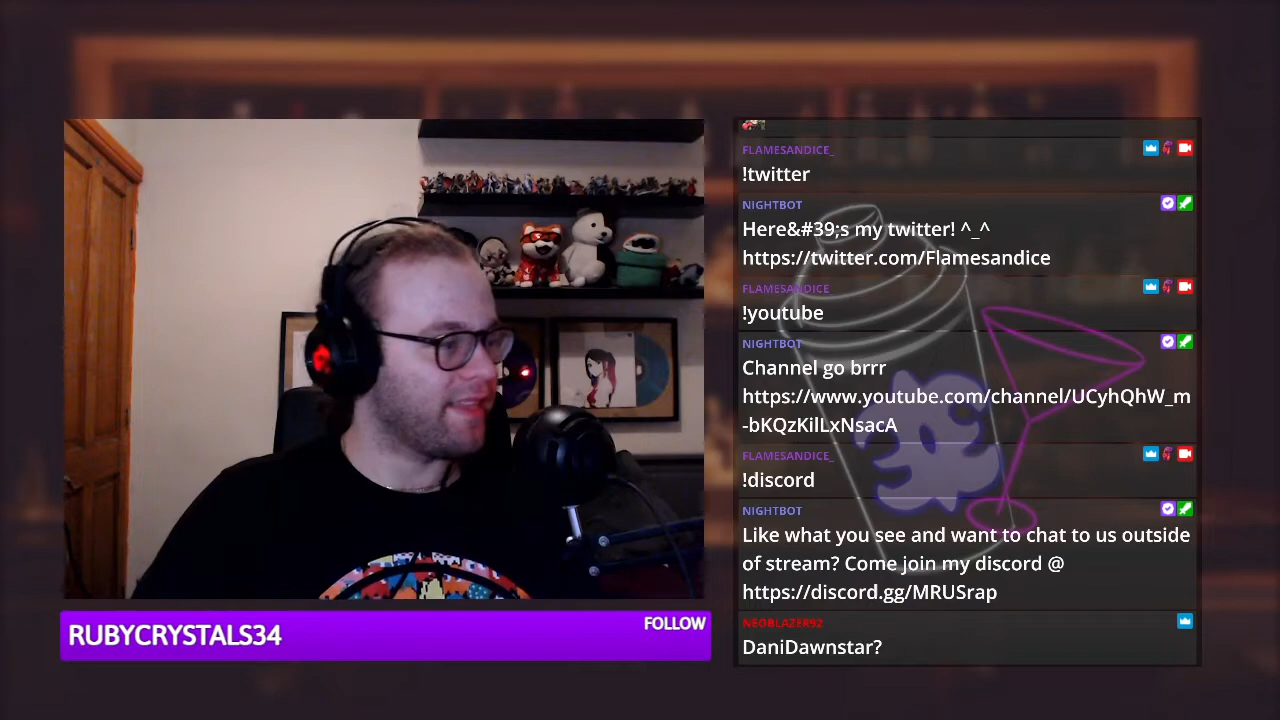 FLAMESANDICE_
!twitter
NIGHTBOT
Here&#39;s my twitter! ^_^
https://twitter.com/Flamesandice
FLAMESANDICE
!youtube
NIGHTBOT
Channel go brrr
https://www.youtube.com/channel/UCyhQhW_m
-bKQzKilLxNsacA
FLAMESANDICE_
!discord
NIGHTBOT
Like what you see and want to chat to us outside
of stream? Come join my discord @
https://discord.gg/MRUSrap
NEOBLAZER92
DaniDawnstar?
RUBYCRYSTALS34
FOLLOW